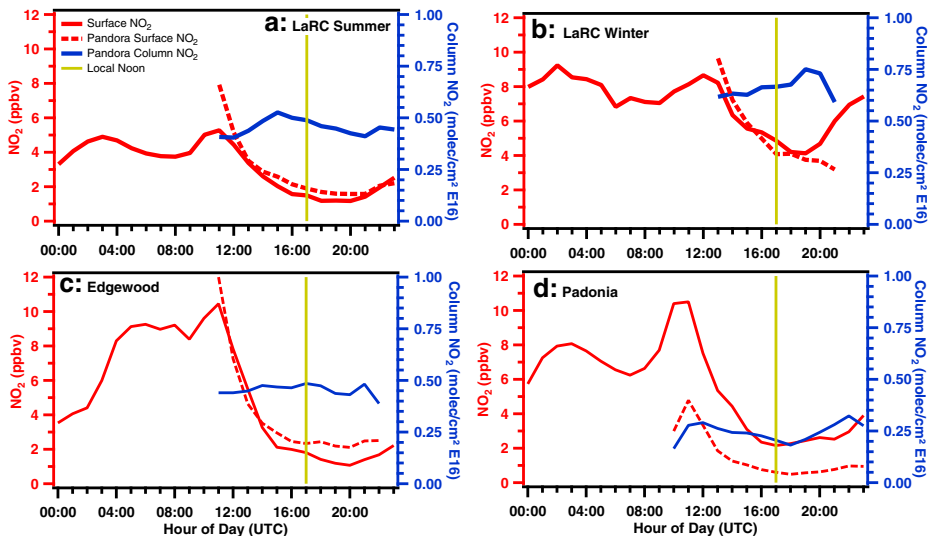 a: LaRC Summer
Surface NO₂
Pandora Surface NO₂
Pandora Column NO₂
Local Noon
NO₂ (ppbv)
12
10
8
6
4
2
0
1.00
0.75
0.50
0.25
0.00
Column NO₂
(molec/cm² E16)
00:00 04:00 08:00 12:00 16:00 20:00
b: LaRC Winter
NO₂ (ppbv)
12
10
8
6
4
2
0
1.00
0.75
0.50
0.25
0.00
Column NO₂
(molec/cm² E16)
00:00 04:00 08:00 12:00 16:00 20:00
c: Edgewood
NO₂ (ppbv)
12
10
8
6
4
2
0
1.00
0.75
0.50
0.25
0.00
Column NO₂
(molec/cm² E16)
00:00 04:00 08:00 12:00 16:00 20:00
Hour of Day (UTC)
d: Padonia
NO₂ (ppbv)
12
10
8
6
4
2
0
1.00
0.75
0.50
0.25
0.00
Column NO₂
(molec/cm² E16)
00:00 04:00 08:00 12:00 16:00 20:00
Hour of Day (UTC)